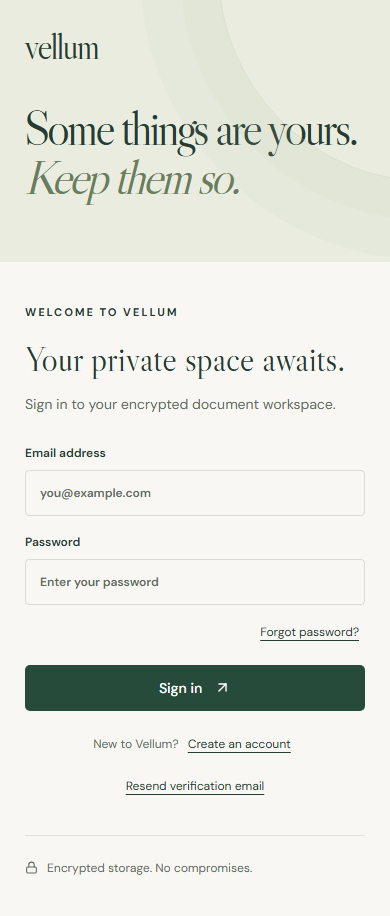 vellum
Some things are yours.
Keep them so.
WELCOME TO VELLUM
Your private space awaits.
Sign in to your encrypted document workspace.
Email address
you@example.com
Password
Enter your password
Forgot password?
Sign in
New to Vellum? Create an account
Resend verification email
Encrypted storage. No compromises.